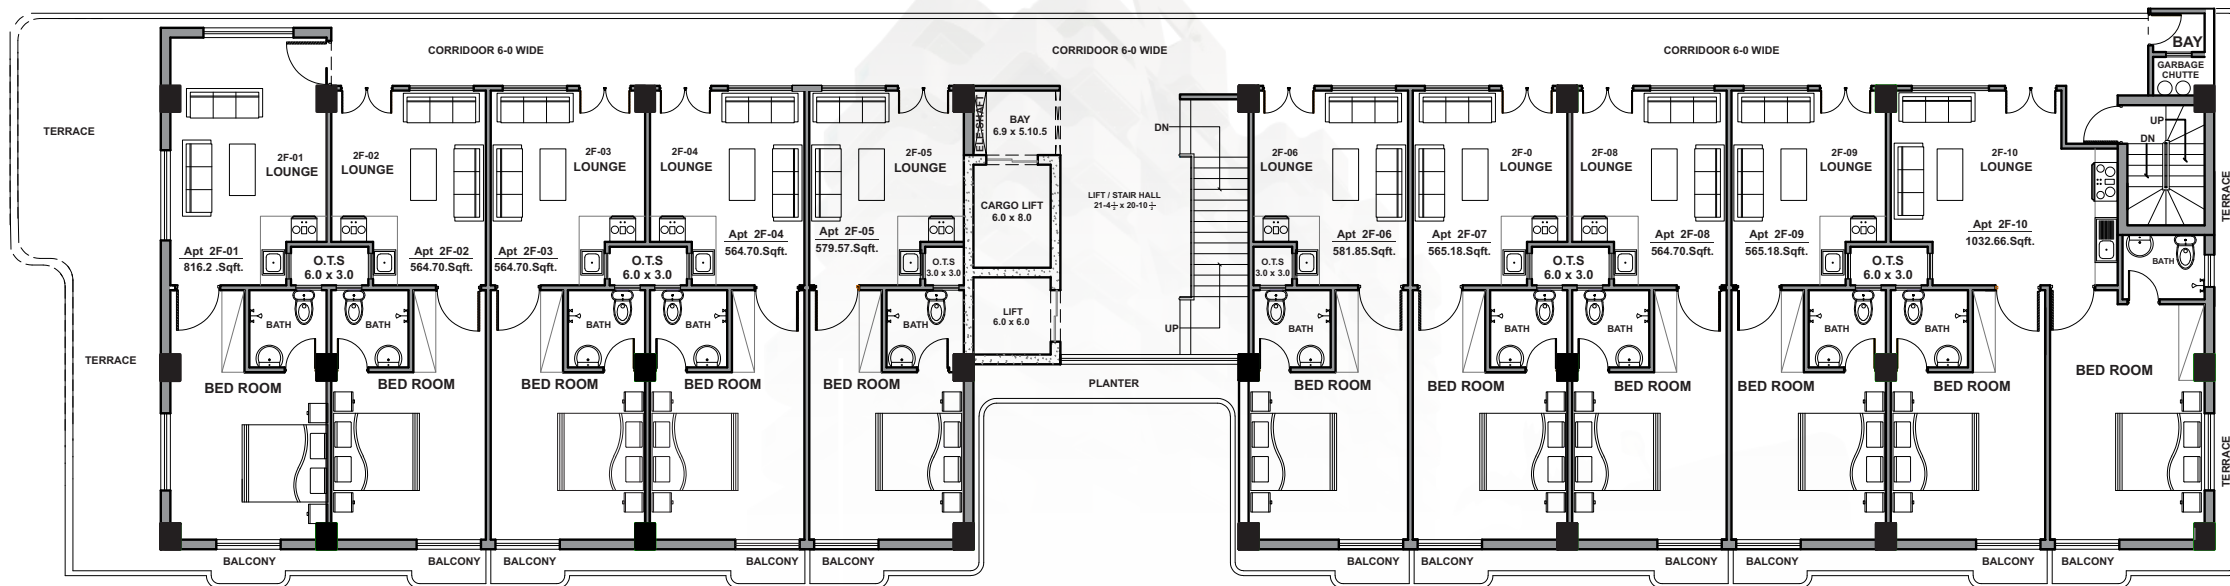 CORRIDOOR 6-0 WIDE
CORRIDOOR 6-0 WIDE
CORRIDOOR 6-0 WIDE
BAY
GARBAGE
CHUTTE
TERRACE
2F-01
LOUNGE
2F-02
LOUNGE
2F-03
LOUNGE
2F-04
LOUNGE
2F-05
LOUNGE
ELE.SHAFT
BAY
6.9 x 5.10.5
CARGO LIFT
6.0 x 8.0
LIFT
6.0 x 6.0
DN
LIFT / STAIR HALL
21-4½ x 20-10½
UP
2F-06
LOUNGE
2F-0
LOUNGE
2F-08
LOUNGE
2F-09
LOUNGE
2F-10
LOUNGE
UP
DN
TERRACE
Apt 2F-01
816.2 .Sqft.
Apt 2F-02
564.70.Sqft.
Apt 2F-03
564.70.Sqft.
Apt 2F-04
564.70.Sqft.
Apt 2F-05
579.57.Sqft.
Apt 2F-06
581.85.Sqft.
Apt 2F-07
565.18.Sqft.
Apt 2F-08
564.70.Sqft.
Apt 2F-09
565.18.Sqft.
Apt 2F-10
1032.66.Sqft.
O.T.S
6.0 x 3.0
O.T.S
6.0 x 3.0
O.T.S
3.0 x 3.0
O.T.S
3.0 x 3.0
O.T.S
6.0 x 3.0
O.T.S
6.0 x 3.0
BATH
BATH
BATH
BATH
BATH
BATH
BATH
BATH
BATH
BATH
BATH
TERRACE
BED ROOM
BED ROOM
BED ROOM
BED ROOM
BED ROOM
PLANTER
BED ROOM
BED ROOM
BED ROOM
BED ROOM
BED ROOM
BED ROOM
TERRACE
BALCONY
BALCONY
BALCONY
BALCONY
BALCONY
BALCONY
BALCONY
BALCONY
BALCONY
BALCONY
BALCONY